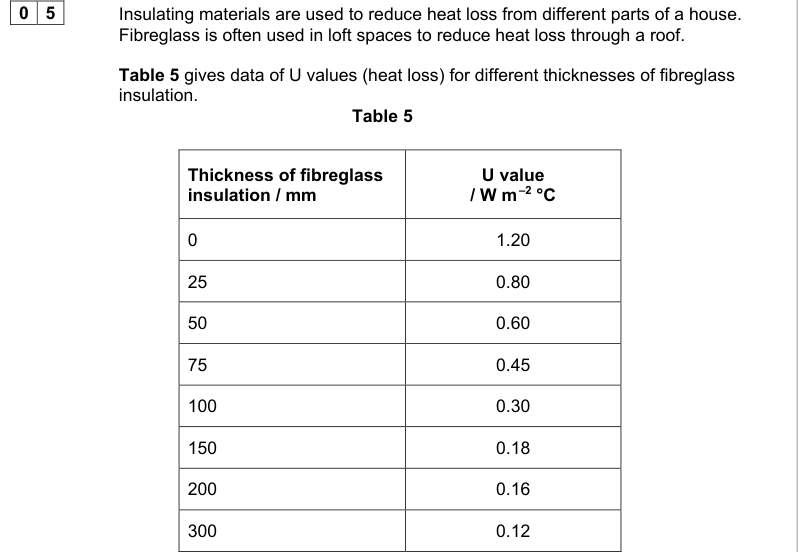 0 5
Insulating materials are used to reduce heat loss from different parts of a house.
Fibreglass is often used in loft spaces to reduce heat loss through a roof.
Table 5 gives data of U values (heat loss) for different thicknesses of fibreglass
insulation.
Table 5
Thickness of fibreglass insulation / mm | U value / W m⁻² ºC
0 | 1.20
25 | 0.80
50 | 0.60
75 | 0.45
100 | 0.30
150 | 0.18
200 | 0.16
300 | 0.12